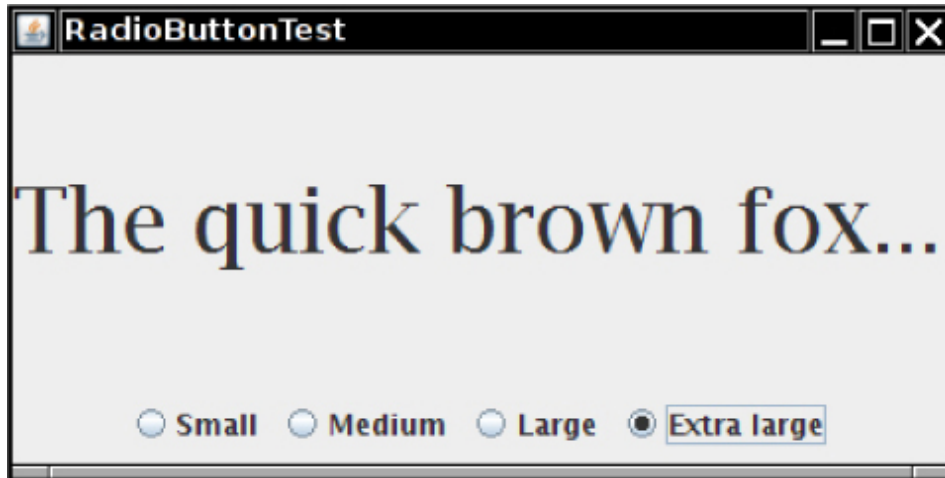 RadioButtonTest
The quick brown fox...
Small Medium Large Extra large